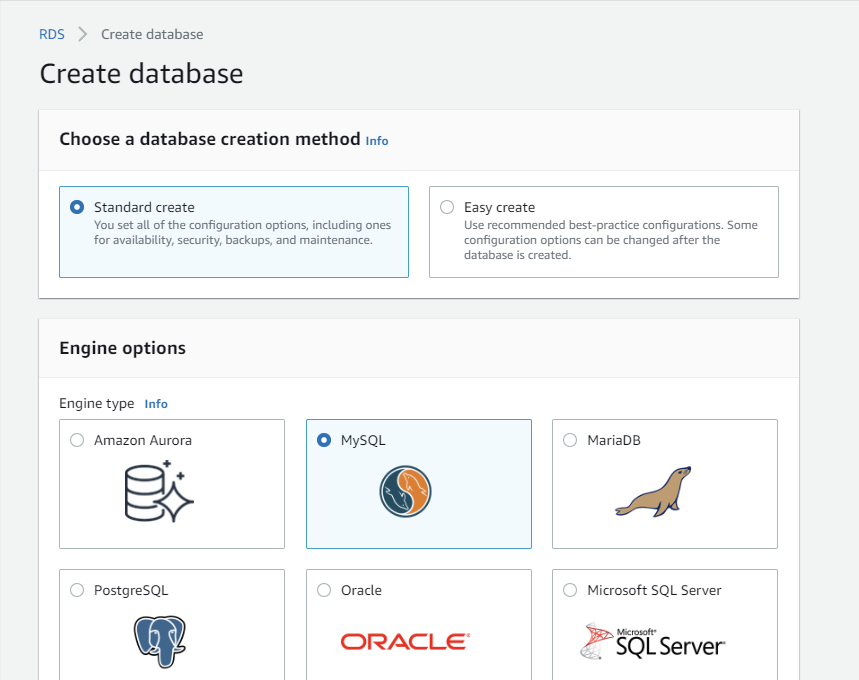 RDS > Create database
Create database
Choose a database creation method Info
Standard create
You set all of the configuration options, including ones
for availability, security, backups, and maintenance.
Easy create
Use recommended best-practice configurations. Some
configuration options can be changed after the
database is created.
Engine options
Engine type Info
Amazon Aurora
MySQL
MariaDB
PostgreSQL
Oracle
ORACLE®
Microsoft SQL Server
Microsoft®
SQL Server®